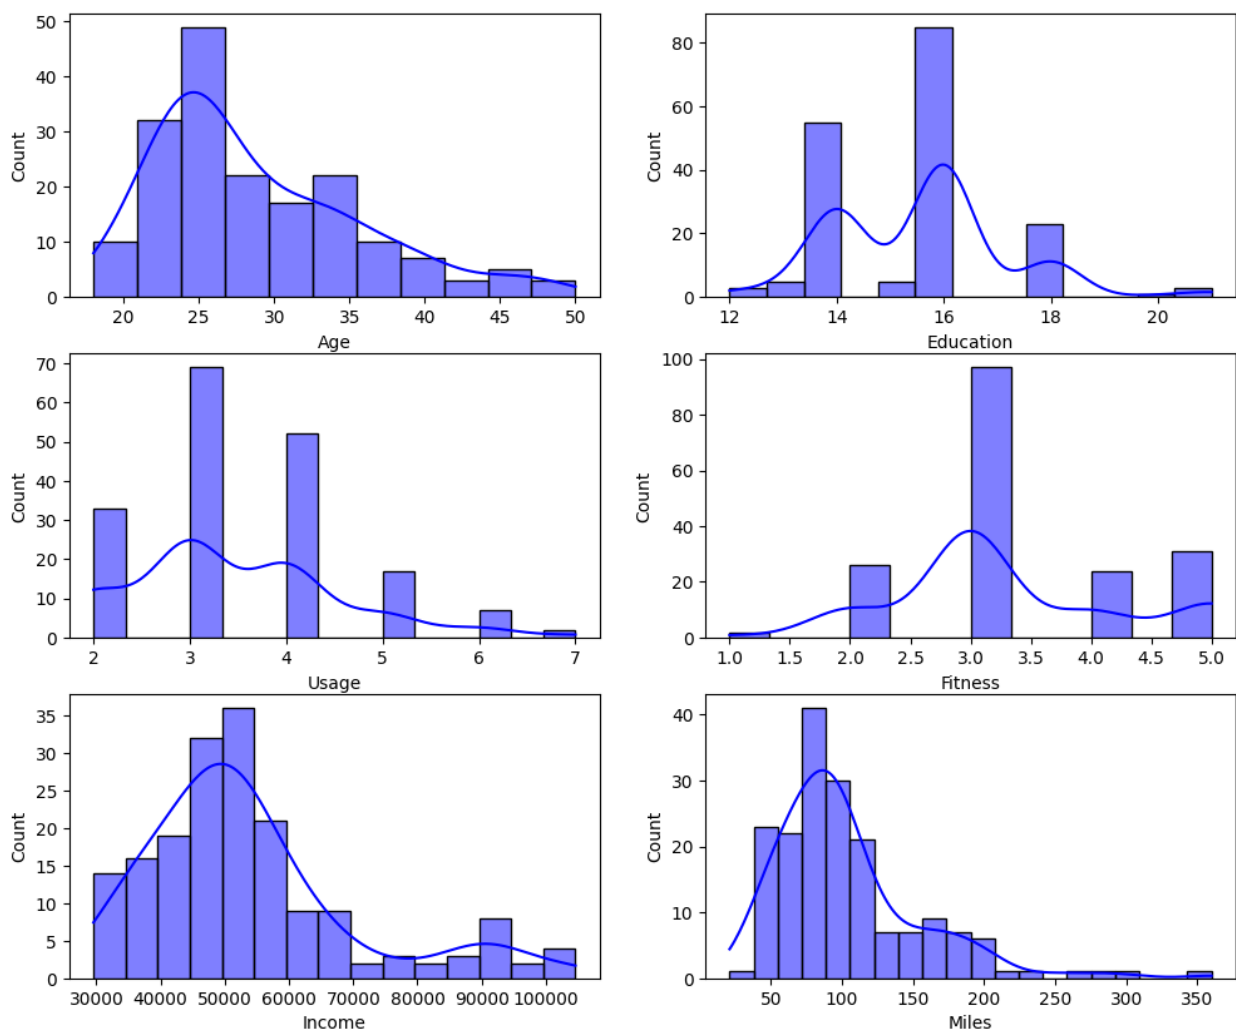 50
40
30
20
10
0
Count
20 25 30 35 40 45 50
Age
80
60
40
20
0
Count
12 14 16 18 20
Education
70
60
50
40
30
20
10
0
Count
2 3 4 5 6 7
Usage
100
80
60
40
20
0
Count
1.0 1.5 2.0 2.5 3.0 3.5 4.0 4.5 5.0
Fitness
35
30
25
20
15
10
5
0
Count
30000 40000 50000 60000 70000 80000 90000 100000
Income
40
30
20
10
0
Count
50 100 150 200 250 300 350
Miles